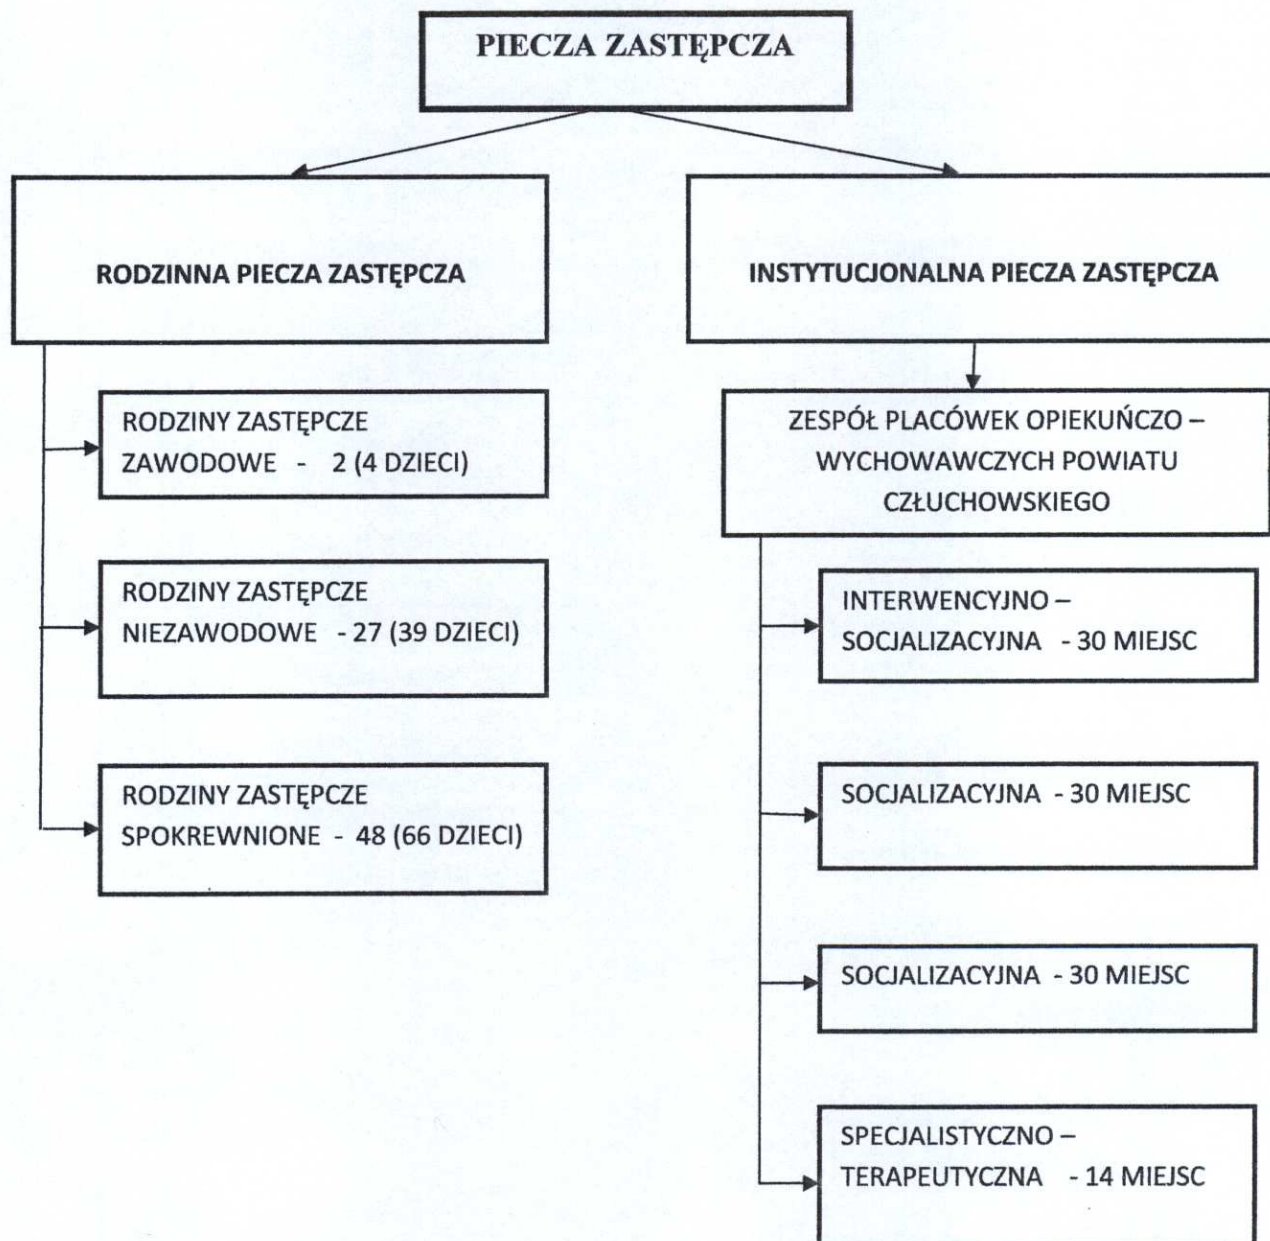 PIECZA ZASTĘPCZA
RODZINNA PIECZA ZASTĘPCZA
RODZINY ZASTĘPCZE
ZAWODOWE - 2 (4 DZIECI)
RODZINY ZASTĘPCZE
NIEZAWODOWE - 27 (39 DZIECI)
RODZINY ZASTĘPCZE
SPOKREWNIONE - 48 (66 DZIECI)
INSTYTUCJONALNA PIECZA ZASTĘPCZA
ZESPÓŁ PLACÓWEK OPIEKUŃCZO –
WYCHOWAWCZYCH POWIATU
CZŁUCHOWSKIEGO
INTERWENCYJNO –
SOCJALIZACYJNA - 30 MIEJSC
SOCJALIZACYJNA - 30 MIEJSC
SOCJALIZACYJNA - 30 MIEJSC
SPECJALISTYCZNO –
TERAPEUTYCZNA - 14 MIEJSC